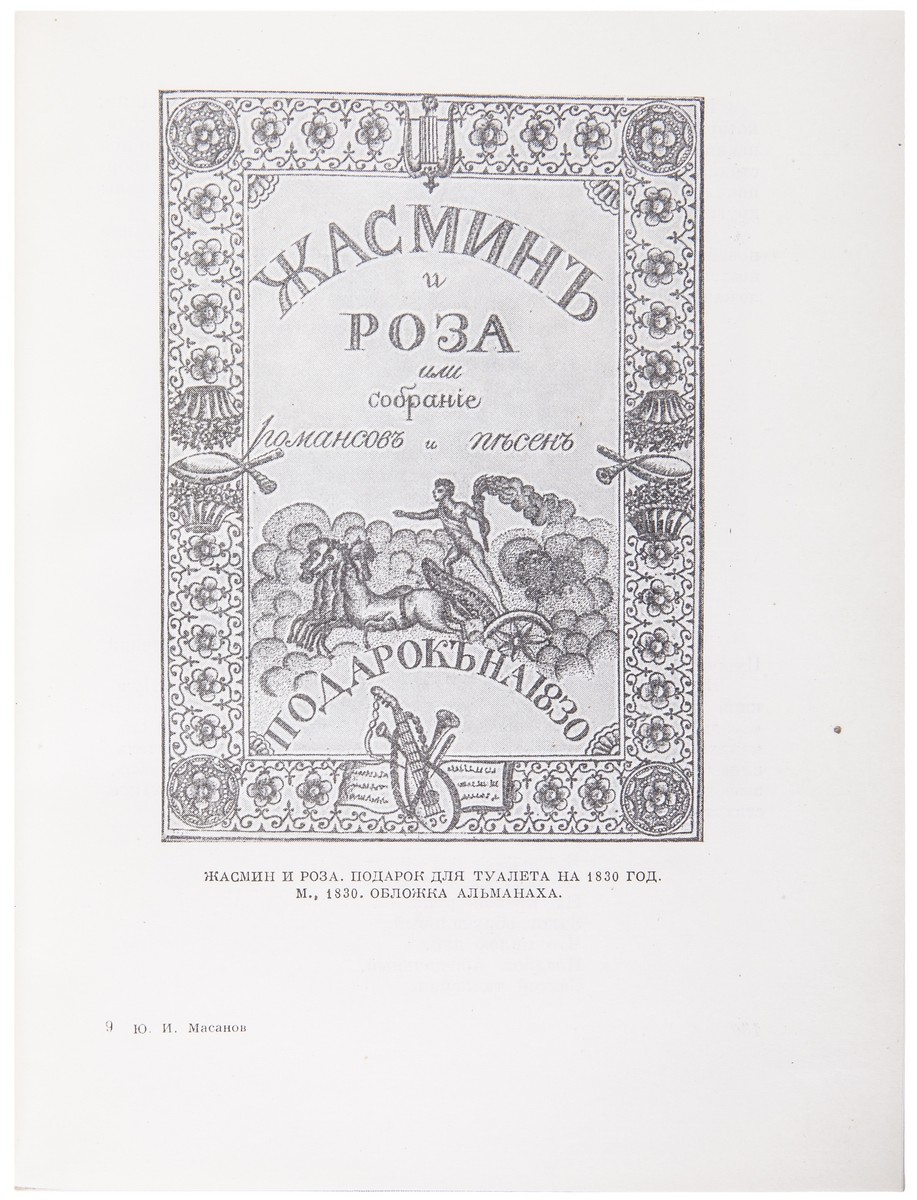 ЖАСМИНЪ
и
РОЗА
или
собраніе
романсовъ и пѣсенъ
ПОДАРОКЪ НА 1830
ЖАСМИН И РОЗА. ПОДАРОК ДЛЯ ТУАЛЕТА НА 1830 ГОД.
М., 1830. ОБЛОЖКА АЛЬМАНАХА.
9 Ю. И. Масанов